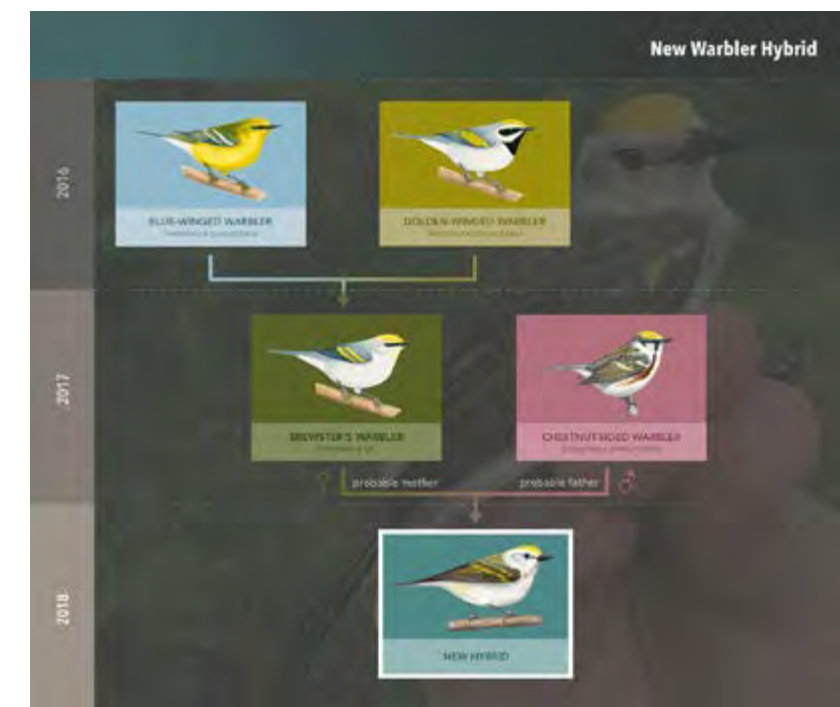 New Warbler Hybrid
2016
BLUE-WINGED WARBLER
GOLDEN-WINGED WARBLER
2017
BREWSTER'S WARBLER
CHESTNUT-SIDED WARBLER
probable mother
probable father
2018
NEW HYBRID